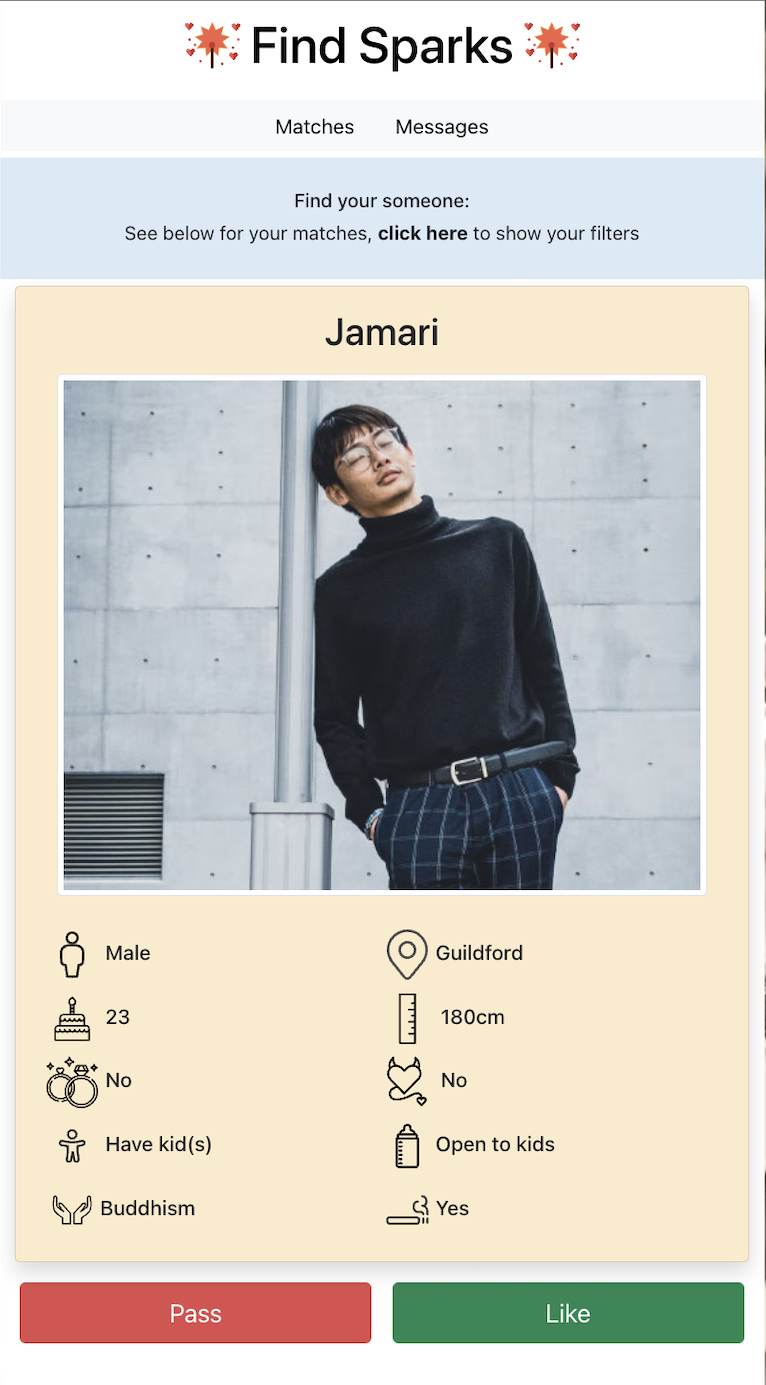 Find Sparks
Matches Messages
Find your someone:
See below for your matches, click here to show your filters
Jamari
Male Guildford
23 180cm
No No
Have kid(s) Open to kids
Buddhism Yes
Pass Like